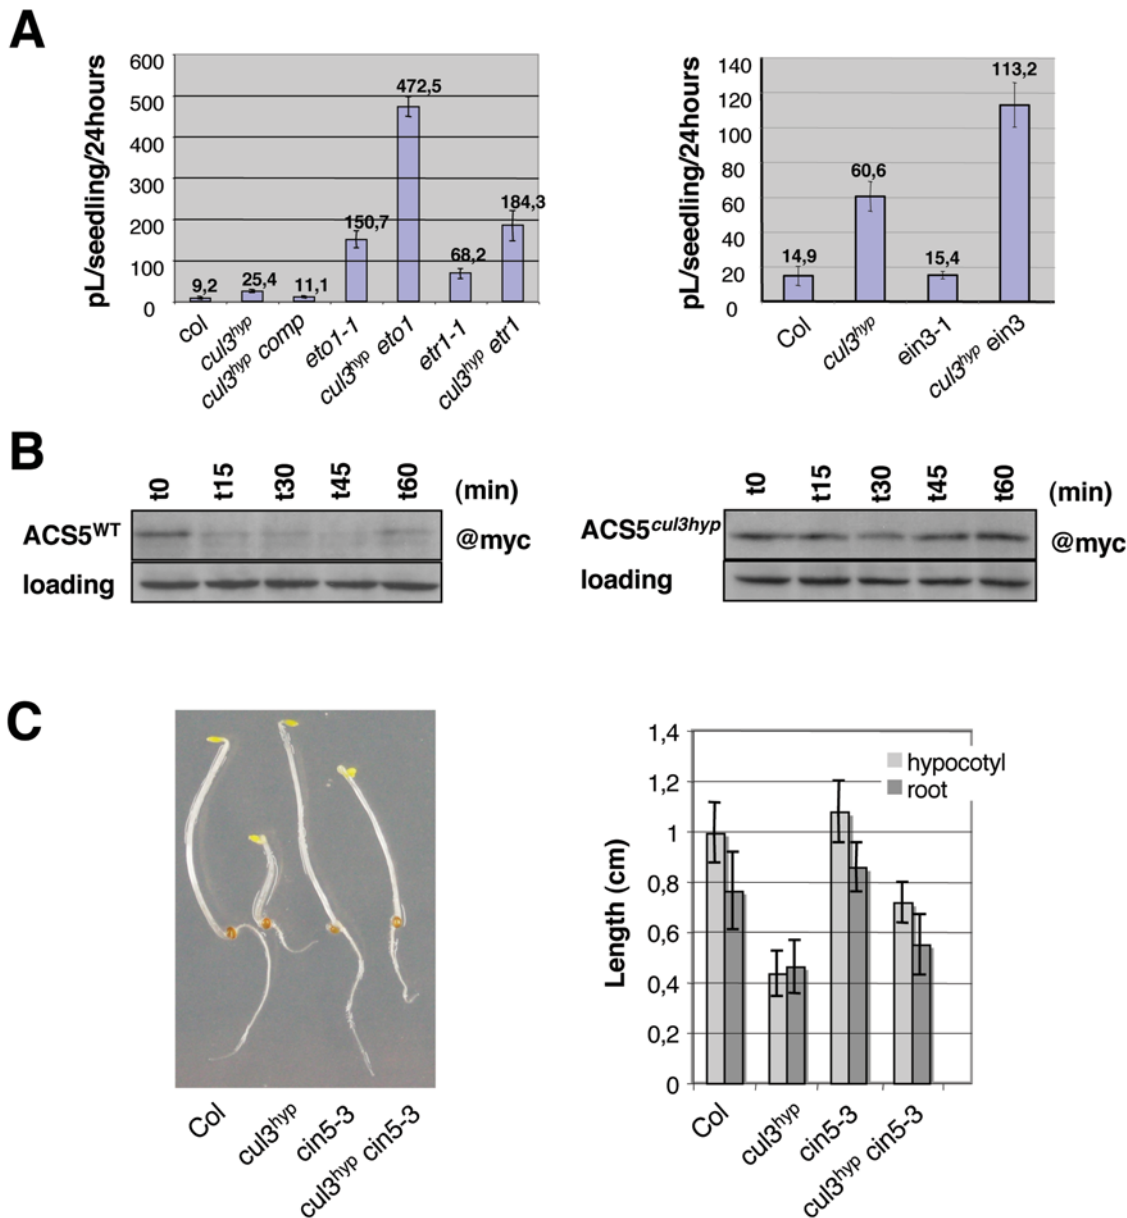 A
pL/seedling/24hours
600
500
400
300
200
100
0
9,2
25,4
11,1
150,7
472,5
68,2
184,3
col
cul3hyp
cul3hyp comp
eto1-1
cul3hyp eto1
etr1-1
cul3hyp etr1
pL/seedling/24hours
140
120
100
80
60
40
20
0
14,9
60,6
15,4
113,2
Col
cul3hyp
ein3-1
cul3hyp ein3
B
t0 t15 t30 t45 t60 (min)
ACS5WT @myc
loading
t0 t15 t30 t45 t60 (min)
ACS5cul3hyp @myc
loading
C
Col
cul3hyp
cin5-3
cul3hyp cin5-3
Length (cm)
1,4
1,2
1
0,8
0,6
0,4
0,2
0
hypocotyl
root
Col
cul3hyp
cin5-3
cul3hyp cin5-3